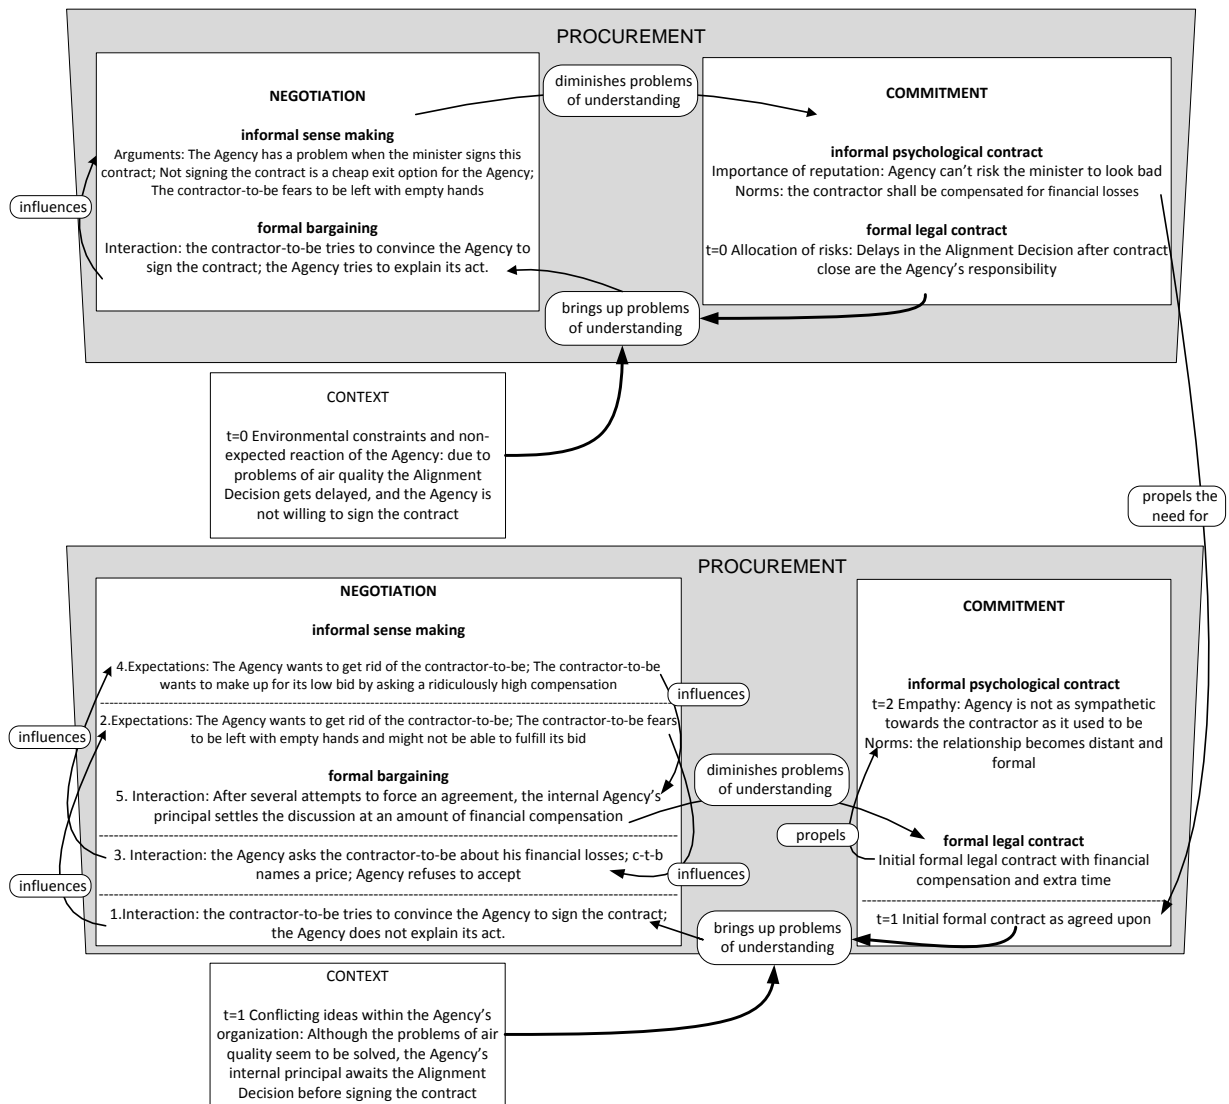 PROCUREMENT
NEGOTIATION
informal sense making
Arguments: The Agency has a problem when the minister signs this
contract; Not signing the contract is a cheap exit option for the Agency;
The contractor-to-be fears to be left with empty hands
formal bargaining
Interaction: the contractor-to-be tries to convince the Agency to
sign the contract; the Agency tries to explain its act.
influences
diminishes problems
of understanding
COMMITMENT
informal psychological contract
Importance of reputation: Agency can't risk the minister to look bad
Norms: the contractor shall be compensated for financial losses
formal legal contract
t=0 Allocation of risks: Delays in the Alignment Decision after contract
close are the Agency's responsibility
brings up problems
of understanding
CONTEXT
t=0 Environmental constraints and non-
expected reaction of the Agency: due to
problems of air quality the Alignment
Decision gets delayed, and the Agency is
not willing to sign the contract
propels the
need for
PROCUREMENT
NEGOTIATION
informal sense making
4.Expectations: The Agency wants to get rid of the contractor-to-be; The contractor-to-be
wants to make up for its low bid by asking a ridiculously high compensation
influences
2.Expectations: The Agency wants to get rid of the contractor-to-be; The contractor-to-be fears
to be left with empty hands and might not be able to fulfill its bid
influences
formal bargaining
5. Interaction: After several attempts to force an agreement, the internal Agency's
principal settles the discussion at an amount of financial compensation
3. Interaction: the Agency asks the contractor-to-be about his financial losses; c-t-b
names a price; Agency refuses to accept
influences
influences
1.Interaction: the contractor-to-be tries to convince the Agency to sign the contract;
the Agency does not explain its act.
diminishes problems
of understanding
propels
brings up problems
of understanding
COMMITMENT
informal psychological contract
t=2 Empathy: Agency is not as sympathetic
towards the contractor as it used to be
Norms: the relationship becomes distant and
formal
formal legal contract
Initial formal legal contract with financial
compensation and extra time
t=1 Initial formal contract as agreed upon
CONTEXT
t=1 Conflicting ideas within the Agency's
organization: Although the problems of air
quality seem to be solved, the Agency's
internal principal awaits the Alignment
Decision before signing the contract